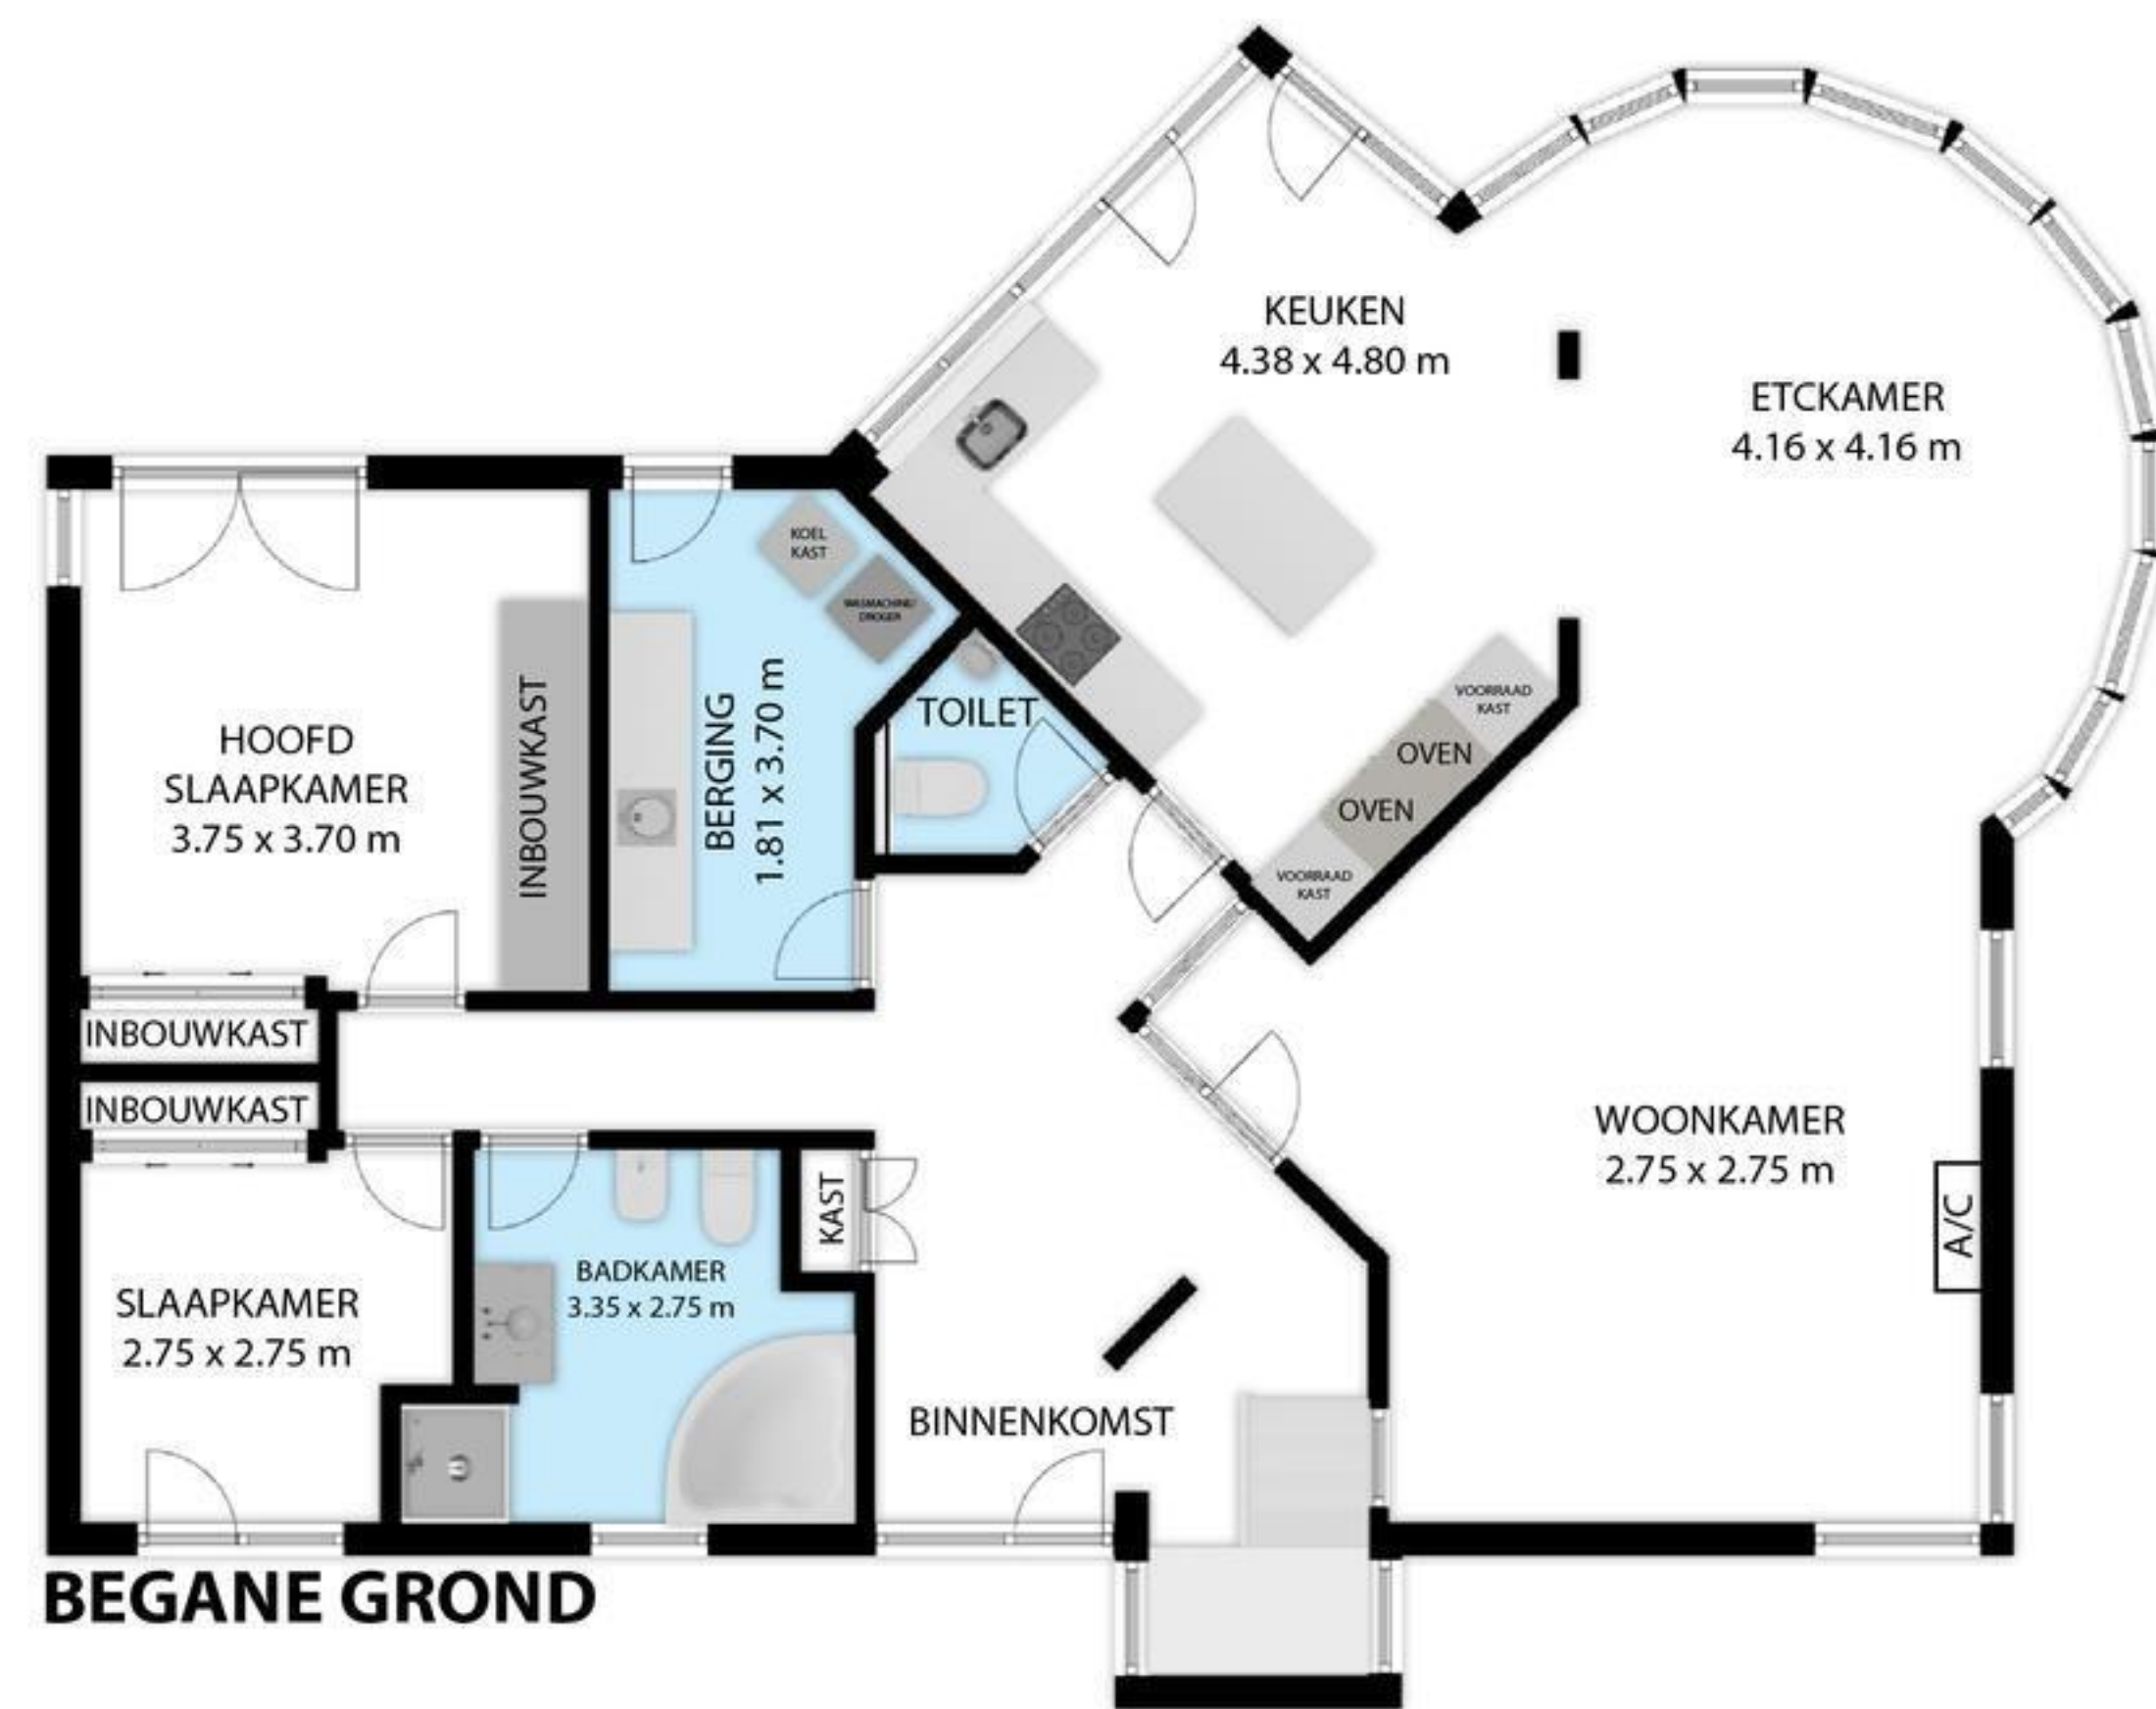 KEUKEN
4.38 x 4.80 m
ETCKAMER
4.16 x 4.16 m
KOEL
KAST
WASMACHINE/
DROGER
HOOFD
SLAAPKAMER
3.75 x 3.70 m
INBOUWKAST
BERGING
1.81 x 3.70 m
TOILET
VOORRAAD
KAST
OVEN
OVEN
VOORRAAD
KAST
INBOUWKAST
INBOUWKAST
WOONKAMER
2.75 x 2.75 m
A/C
KAST
BADKAMER
3.35 x 2.75 m
SLAAPKAMER
2.75 x 2.75 m
BINNENKOMST
BEGANE GROND